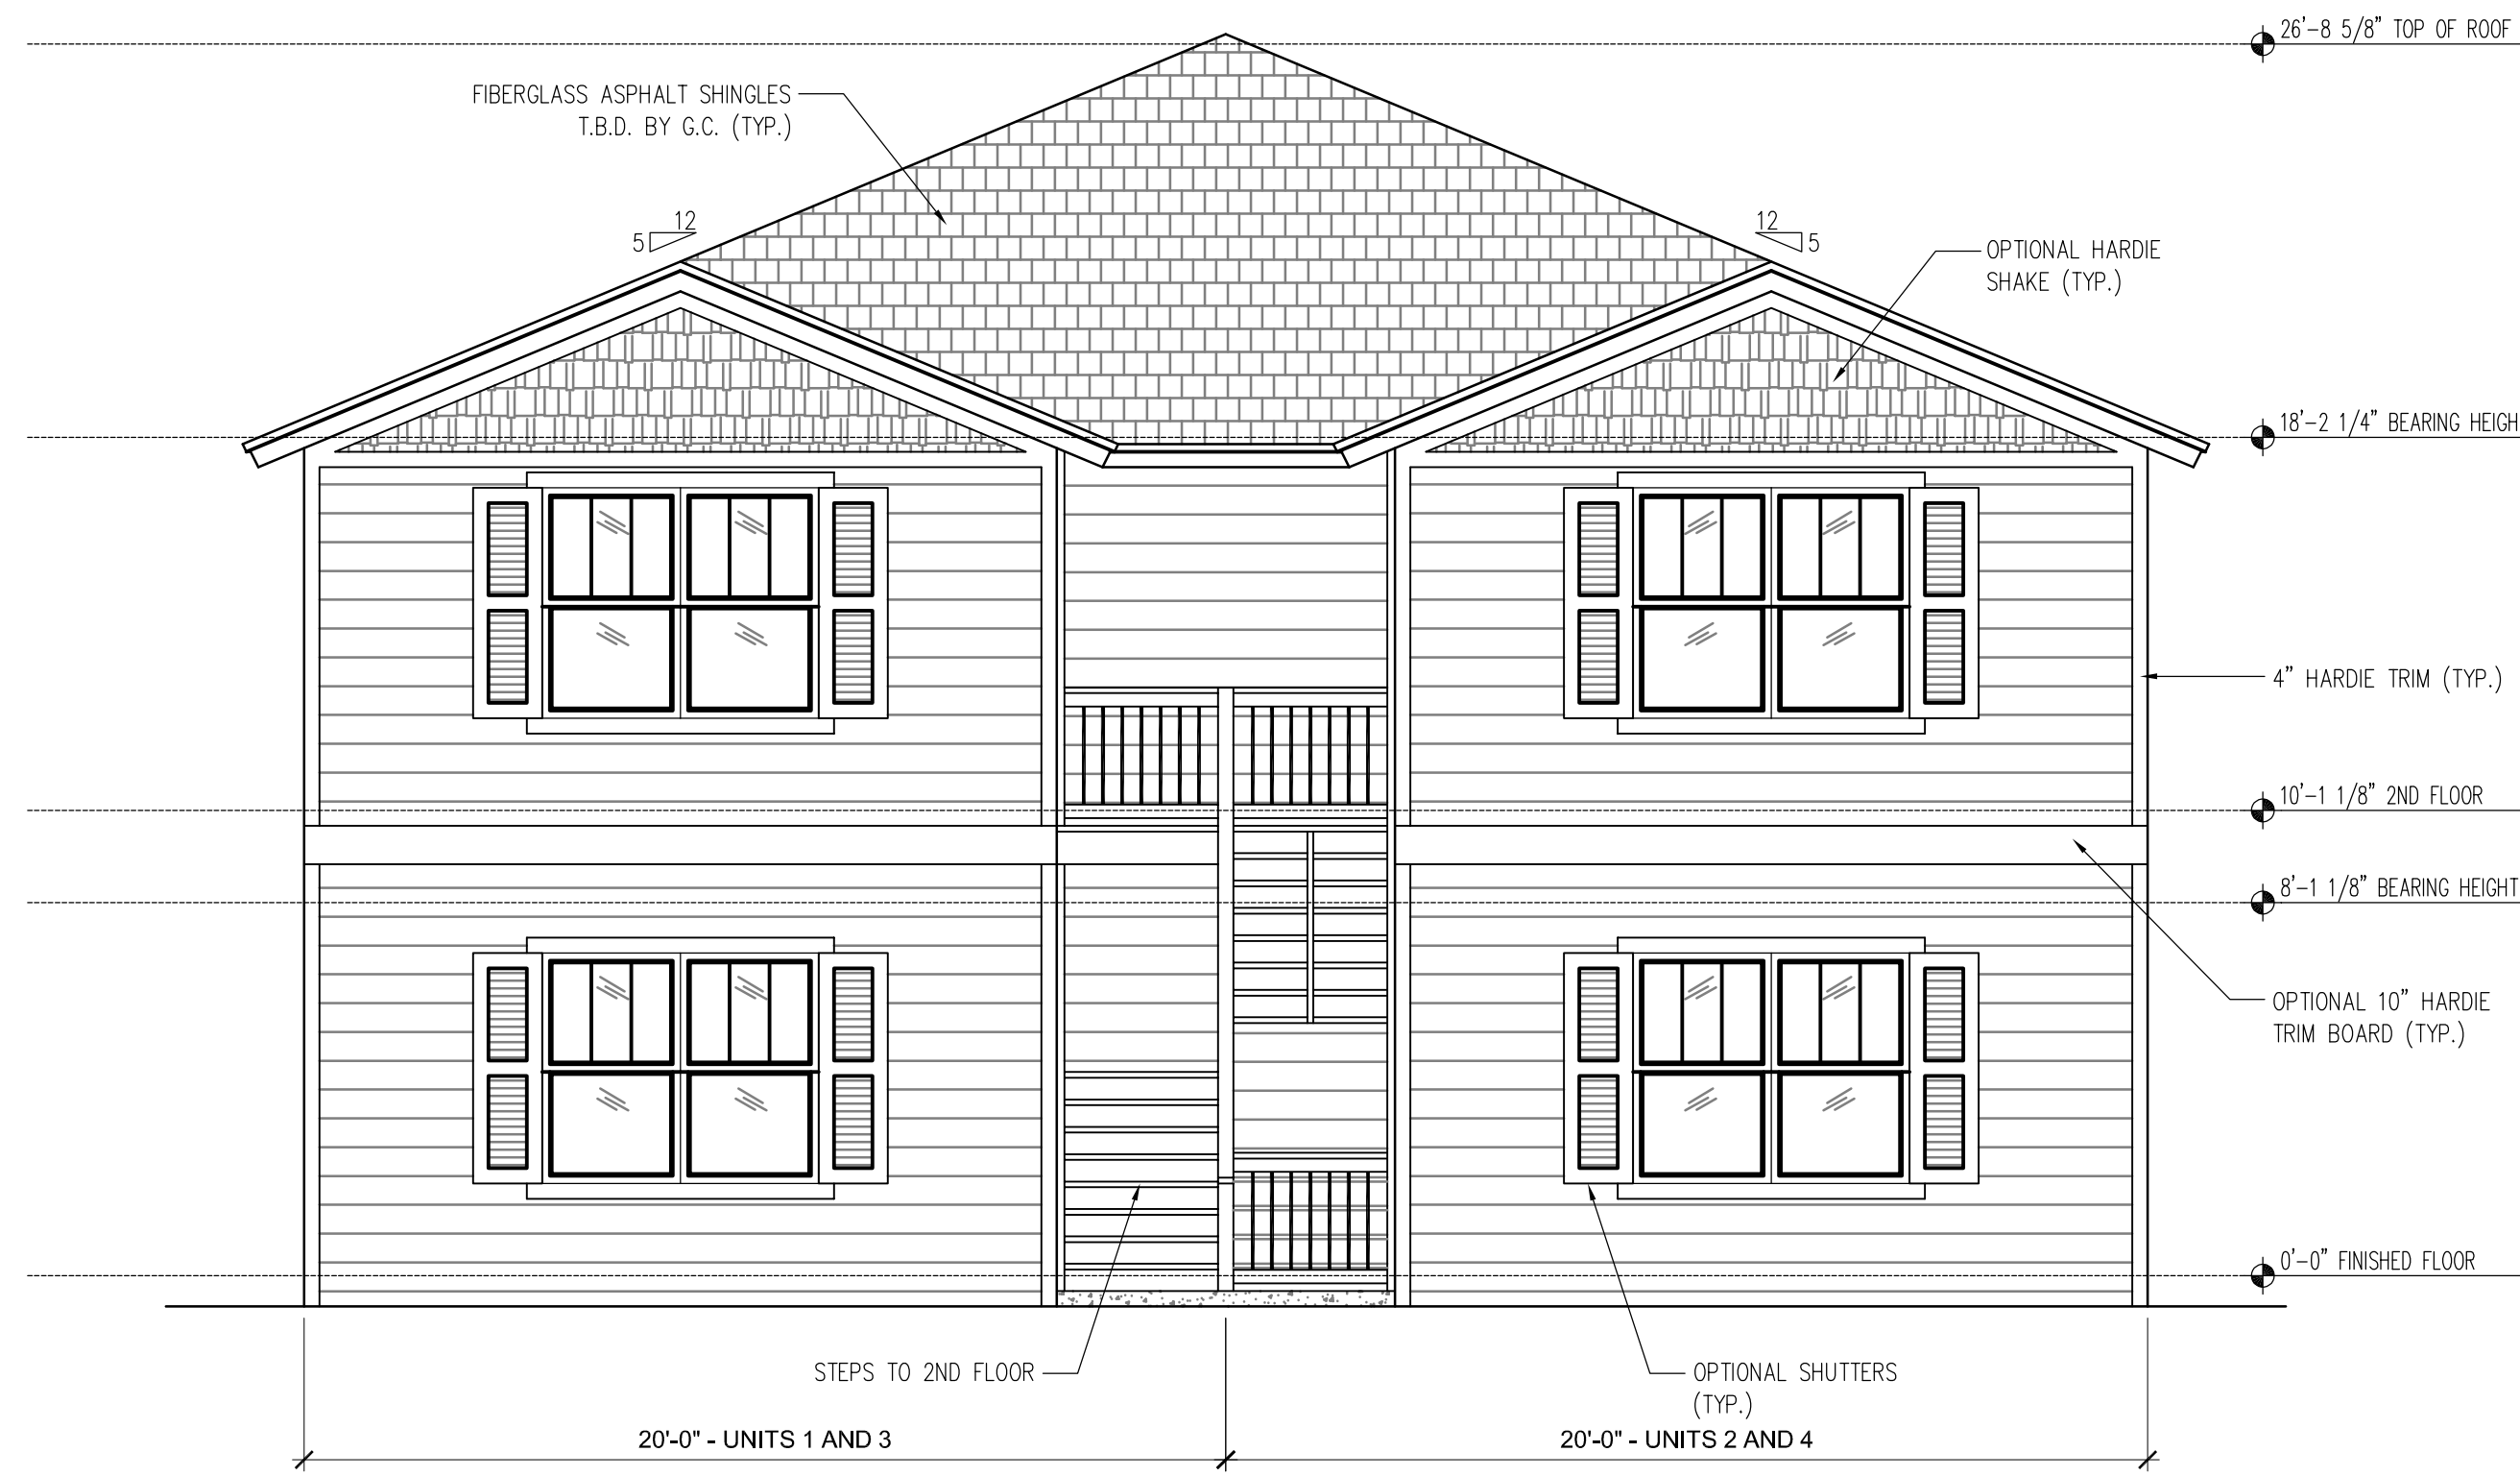 26'-8 5/8" TOP OF ROOF
FIBERGLASS ASPHALT SHINGLES
T.B.D. BY G.C. (TYP.)
12
5
12
5
OPTIONAL HARDIE
SHAKE (TYP.)
18'-2 1/4" BEARING HEIGH
4" HARDIE TRIM (TYP.)
10'-1 1/8" 2ND FLOOR
8'-1 1/8" BEARING HEIGHT
OPTIONAL 10" HARDIE
TRIM BOARD (TYP.)
0'-0" FINISHED FLOOR
STEPS TO 2ND FLOOR
OPTIONAL SHUTTERS
(TYP.)
20'-0" - UNITS 1 AND 3
20'-0" - UNITS 2 AND 4